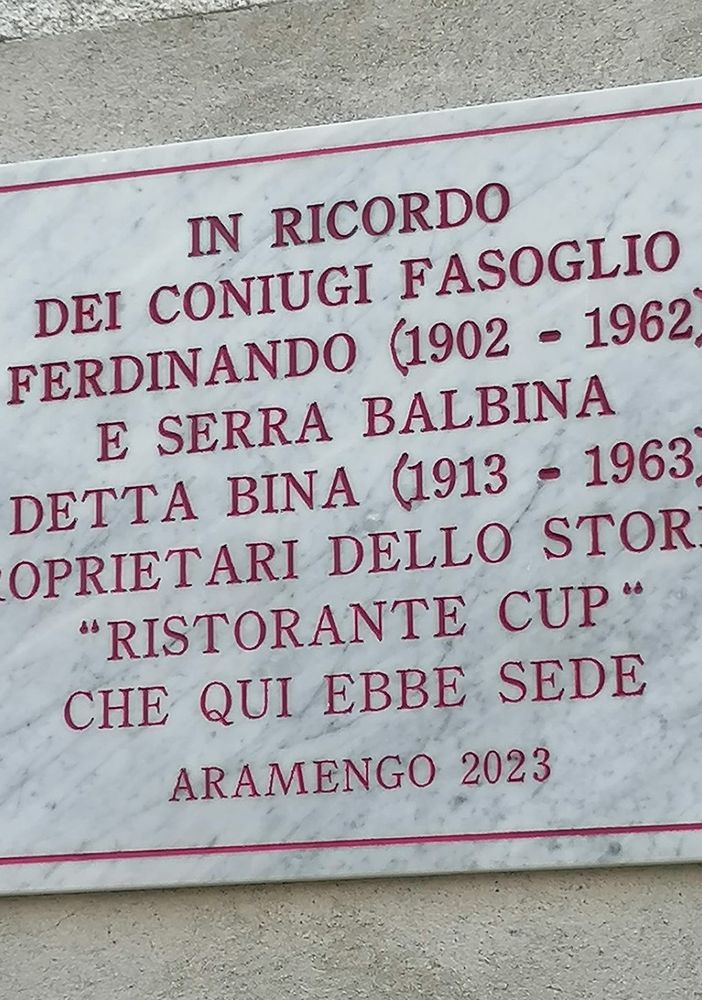 IN RICORDO
DEI CONIUGI FASOGLIO
FERDINANDO (1902 - 1962)
E SERRA BALBINA
DETTA BINA (1913 - 1963)
ROPRIETARI DELLO STORI
"RISTORANTE CUP"
CHE QUI EBBE SEDE
ARAMENGO 2023